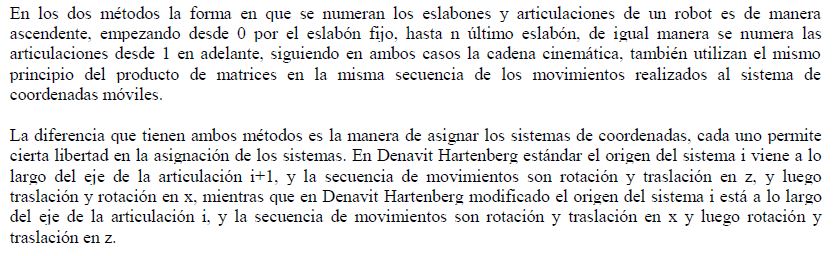 En los dos métodos la forma en que se numeran los eslabones y articulaciones de un robot es de manera
ascendente, empezando desde 0 por el eslabón fijo, hasta n último eslabón, de igual manera se numera las
articulaciones desde 1 en adelante, siguiendo en ambos casos la cadena cinemática, también utilizan el mismo
principio del producto de matrices en la misma secuencia de los movimientos realizados al sistema de
coordenadas móviles.
La diferencia que tienen ambos métodos es la manera de asignar los sistemas de coordenadas, cada uno permite
cierta libertad en la asignación de los sistemas. En Denavit Hartenberg estándar el origen del sistema i viene a lo
largo del eje de la articulación i+1, y la secuencia de movimientos son rotación y traslación en z, y luego
traslación y rotación en x, mientras que en Denavit Hartenberg modificado el origen del sistema i está a lo largo
del eje de la articulación i, y la secuencia de movimientos son rotación y traslación en x y luego rotación y
traslación en z.